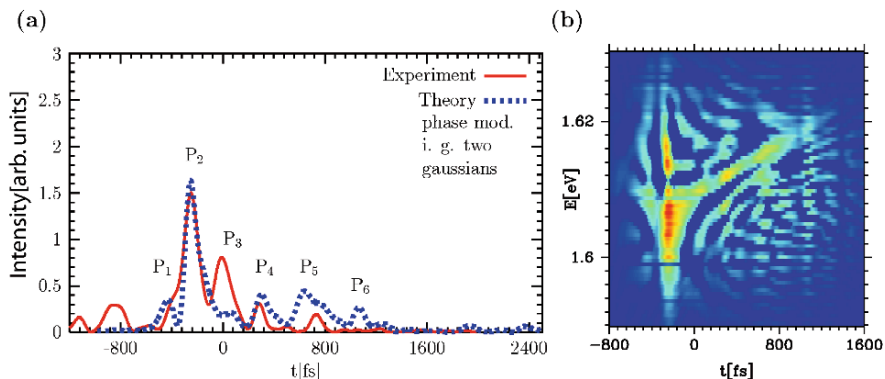 (a)
(b)
Intensity[arb. units]
3
2.5
2
1.5
1
0.5
0
-800
0
800
1600
2400
t|fs|
Experiment
Theory
phase mod.
i. g. two
gaussians
P1
P2
P3
P4
P5
P6
E[eV]
1.62
1.6
−800
0
800
1600
t[fs]